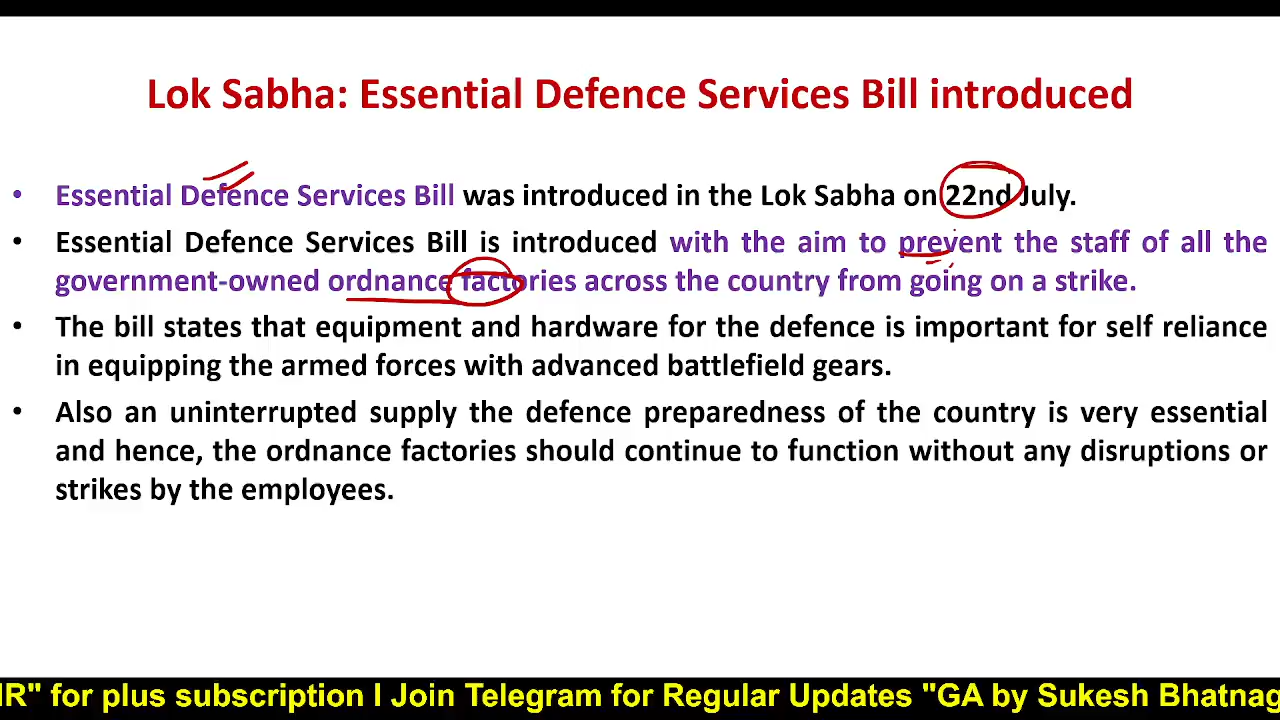 Lok Sabha: Essential Defence Services Bill introduced
• Essential Defence Services Bill was introduced in the Lok Sabha on 22nd July.
• Essential Defence Services Bill is introduced with the aim to prevent the staff of all the
government-owned ordnance factories across the country from going on a strike.
• The bill states that equipment and hardware for the defence is important for self reliance
in equipping the armed forces with advanced battlefield gears.
• Also an uninterrupted supply the defence preparedness of the country is very essential
and hence, the ordnance factories should continue to function without any disruptions or
strikes by the employees.
IR" for plus subscription I Join Telegram for Regular Updates "GA by Sukesh Bhatnag